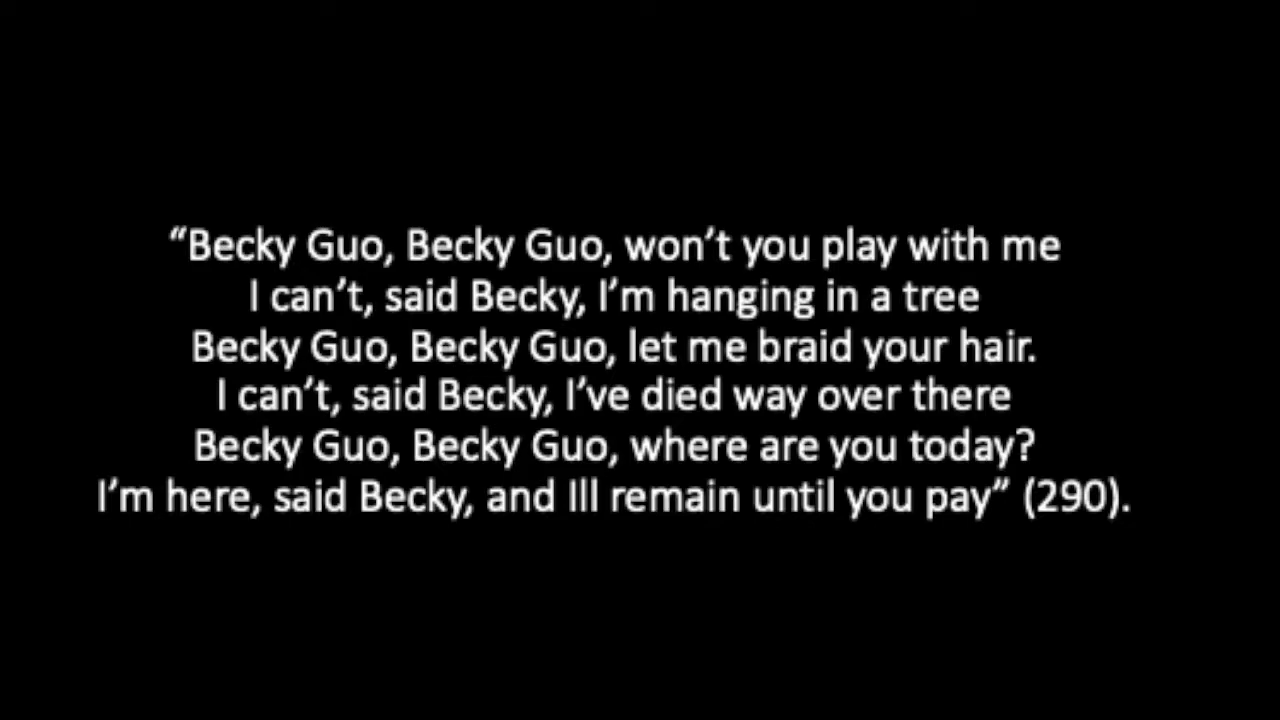 “Becky Guo, Becky Guo, won’t you play with me
I can’t, said Becky, I’m hanging in a tree
Becky Guo, Becky Guo, let me braid your hair.
I can’t, said Becky, I’ve died way over there
Becky Guo, Becky Guo, where are you today?
I’m here, said Becky, and Ill remain until you pay” (290).